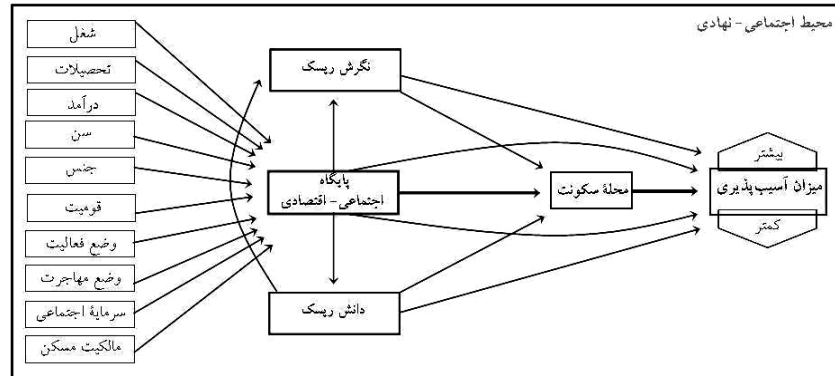 محیط اجتماعی - نهادی
شغل
تحصیلات
درآمد
سن
جنس
قومیت
وضع فعالیت
وضع مهاجرت
سرمایهٔ اجتماعی
مالکیت مسکن
نگرش ریسک
پایگاه
اجتماعی - اقتصادی
دانش ریسک
محلهٔ سکونت
بیشتر
میزان آسیب‌پذیری
کمتر